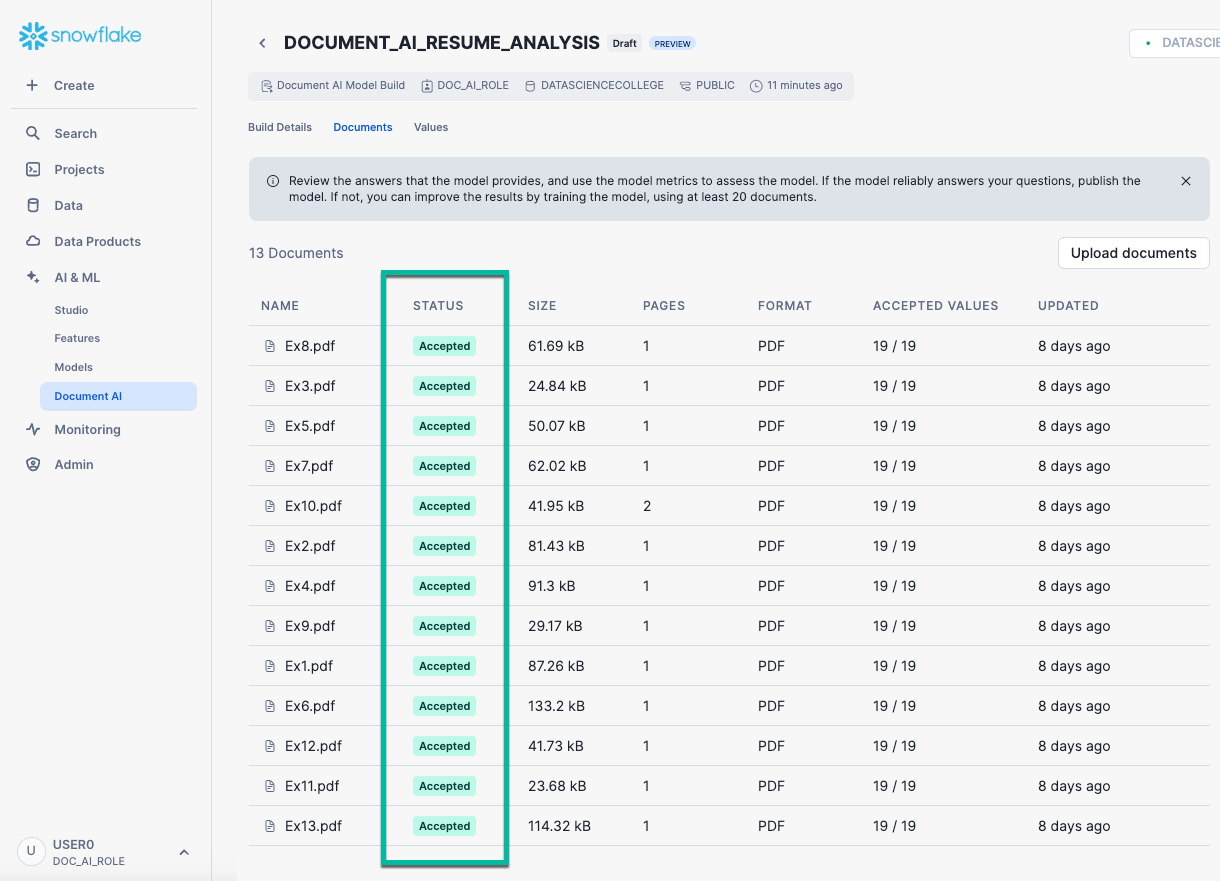 snowflake
Create
Search
Projects
Data
Data Products
AI & ML
Studio
Features
Models
Document AI
Monitoring
Admin
U
USER0
DOC_AI_ROLE
DOCUMENT_AI_RESUME_ANALYSIS Draft PREVIEW
DATASCIE
Document AI Model Build DOC_AI_ROLE DATASCIENCECOLLEGE PUBLIC 11 minutes ago
Build Details Documents Values
Review the answers that the model provides, and use the model metrics to assess the model. If the model reliably answers your questions, publish the
model. If not, you can improve the results by training the model, using at least 20 documents.
13 Documents
Upload documents
NAME STATUS SIZE PAGES FORMAT ACCEPTED VALUES UPDATED
Ex8.pdf Accepted 61.69 kB 1 PDF 19 / 19 8 days ago
Ex3.pdf Accepted 24.84 kB 1 PDF 19 / 19 8 days ago
Ex5.pdf Accepted 50.07 kB 1 PDF 19 / 19 8 days ago
Ex7.pdf Accepted 62.02 kB 1 PDF 19 / 19 8 days ago
Ex10.pdf Accepted 41.95 kB 2 PDF 19 / 19 8 days ago
Ex2.pdf Accepted 81.43 kB 1 PDF 19 / 19 8 days ago
Ex4.pdf Accepted 91.3 kB 1 PDF 19 / 19 8 days ago
Ex9.pdf Accepted 29.17 kB 1 PDF 19 / 19 8 days ago
Ex1.pdf Accepted 87.26 kB 1 PDF 19 / 19 8 days ago
Ex6.pdf Accepted 133.2 kB 1 PDF 19 / 19 8 days ago
Ex12.pdf Accepted 41.73 kB 1 PDF 19 / 19 8 days ago
Ex11.pdf Accepted 23.68 kB 1 PDF 19 / 19 8 days ago
Ex13.pdf Accepted 114.32 kB 1 PDF 19 / 19 8 days ago